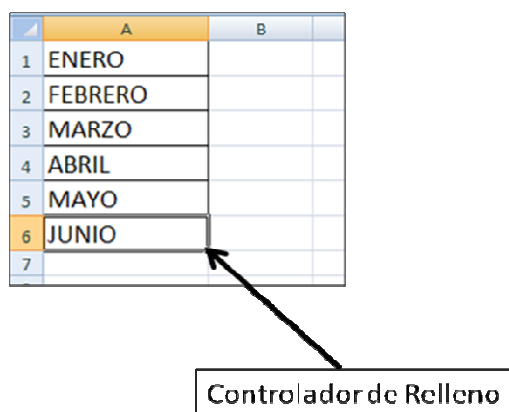 A B
1 ENERO
2 FEBRERO
3 MARZO
4 ABRIL
5 MAYO
6 JUNIO
7
Controlador de Relleno